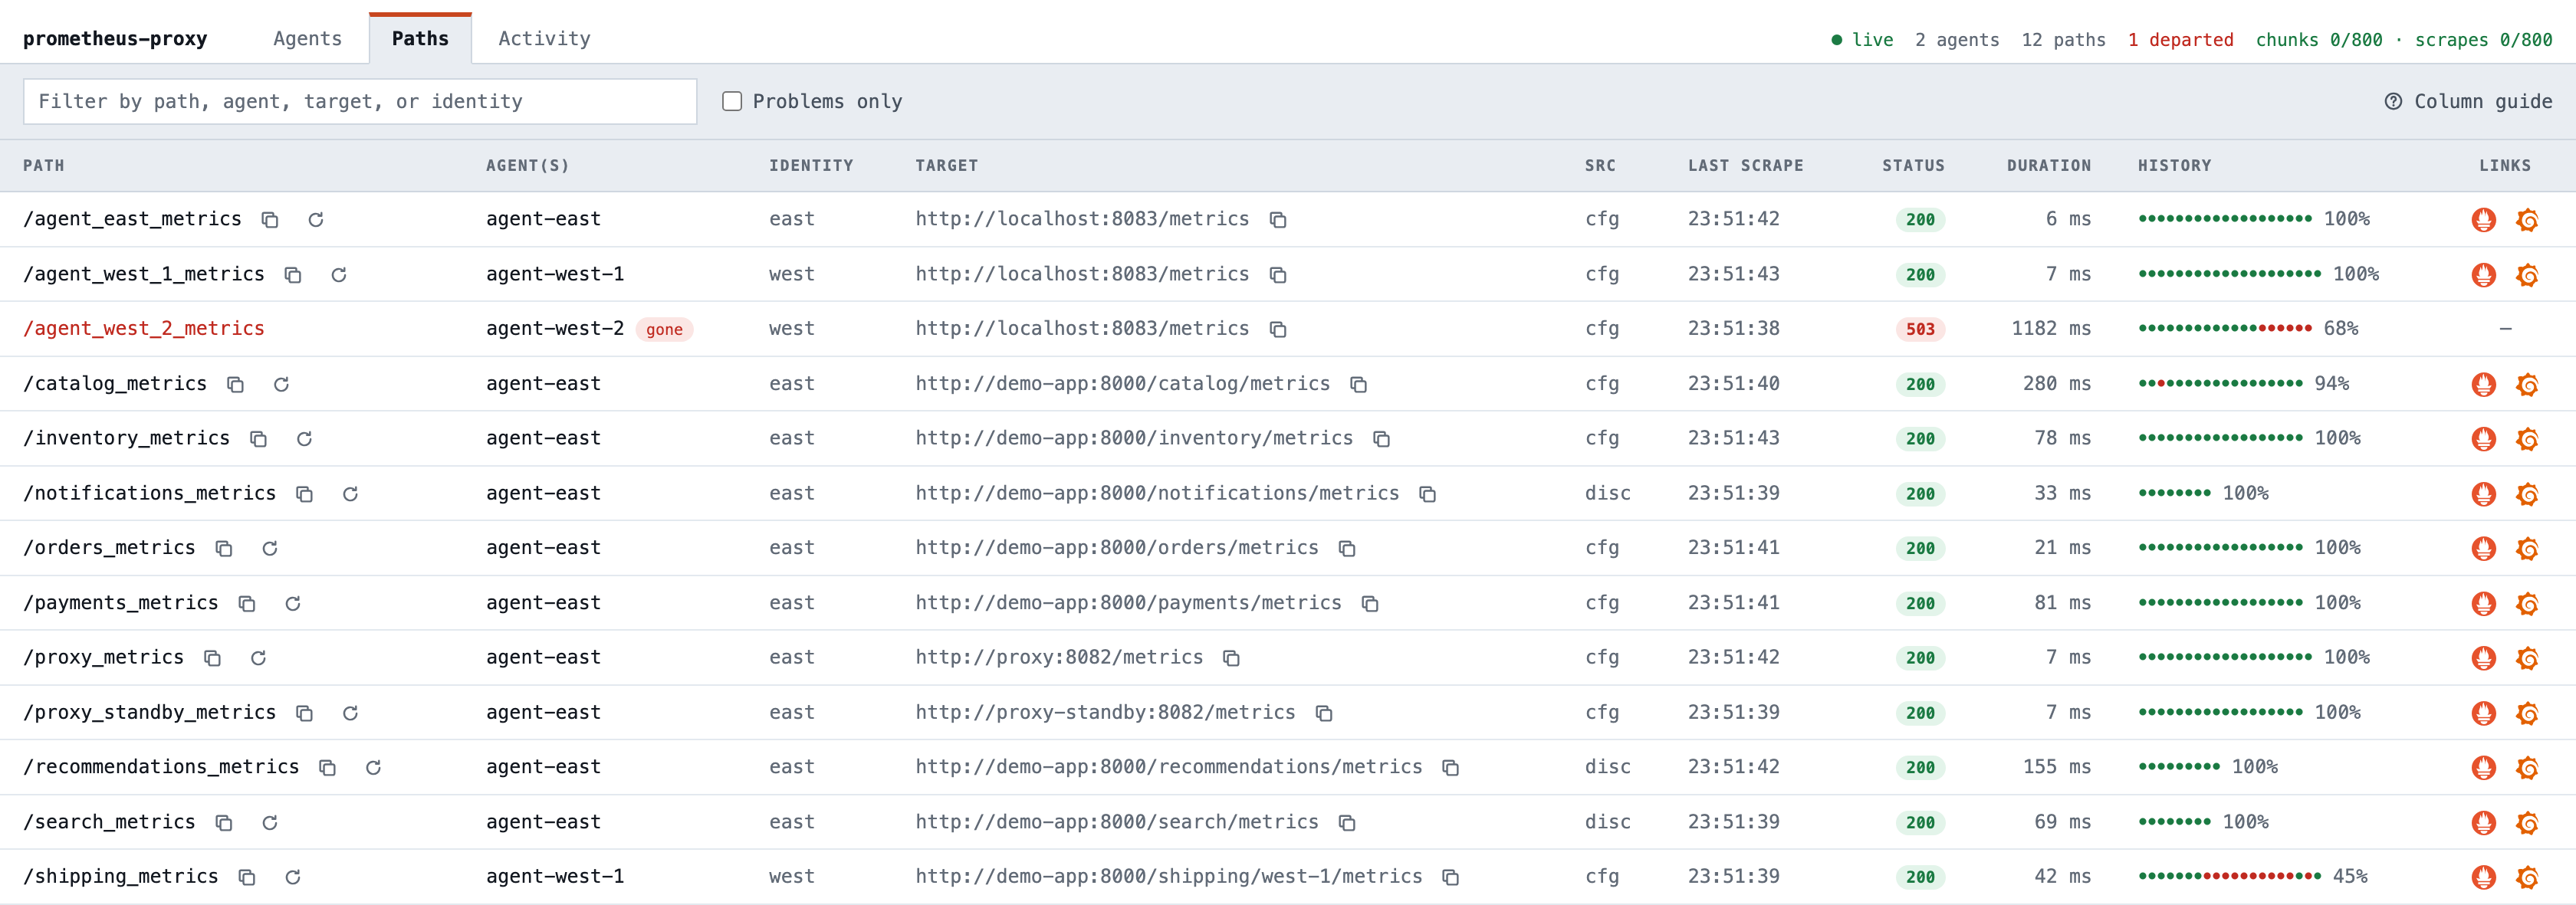 prometheus-proxy Agents Paths Activity live 2 agents 12 paths 1 departed chunks 0/800 · scrapes 0/800
Filter by path, agent, target, or identity Problems only Column guide
PATH AGENT(S) IDENTITY TARGET SRC LAST SCRAPE STATUS DURATION HISTORY LINKS
/agent_east_metrics agent-east east http://localhost:8083/metrics cfg 23:51:42 200 6 ms 100%
/agent_west_1_metrics agent-west-1 west http://localhost:8083/metrics cfg 23:51:43 200 7 ms 100%
/agent_west_2_metrics agent-west-2 gone west http://localhost:8083/metrics cfg 23:51:38 503 1182 ms 68% –
/catalog_metrics agent-east east http://demo-app:8000/catalog/metrics cfg 23:51:40 200 280 ms 94%
/inventory_metrics agent-east east http://demo-app:8000/inventory/metrics cfg 23:51:43 200 78 ms 100%
/notifications_metrics agent-east east http://demo-app:8000/notifications/metrics disc 23:51:39 200 33 ms 100%
/orders_metrics agent-east east http://demo-app:8000/orders/metrics cfg 23:51:41 200 21 ms 100%
/payments_metrics agent-east east http://demo-app:8000/payments/metrics cfg 23:51:41 200 81 ms 100%
/proxy_metrics agent-east east http://proxy:8082/metrics cfg 23:51:42 200 7 ms 100%
/proxy_standby_metrics agent-east east http://proxy-standby:8082/metrics cfg 23:51:39 200 7 ms 100%
/recommendations_metrics agent-east east http://demo-app:8000/recommendations/metrics disc 23:51:42 200 155 ms 100%
/search_metrics agent-east east http://demo-app:8000/search/metrics disc 23:51:39 200 69 ms 100%
/shipping_metrics agent-west-1 west http://demo-app:8000/shipping/west-1/metrics cfg 23:51:39 200 42 ms 45%